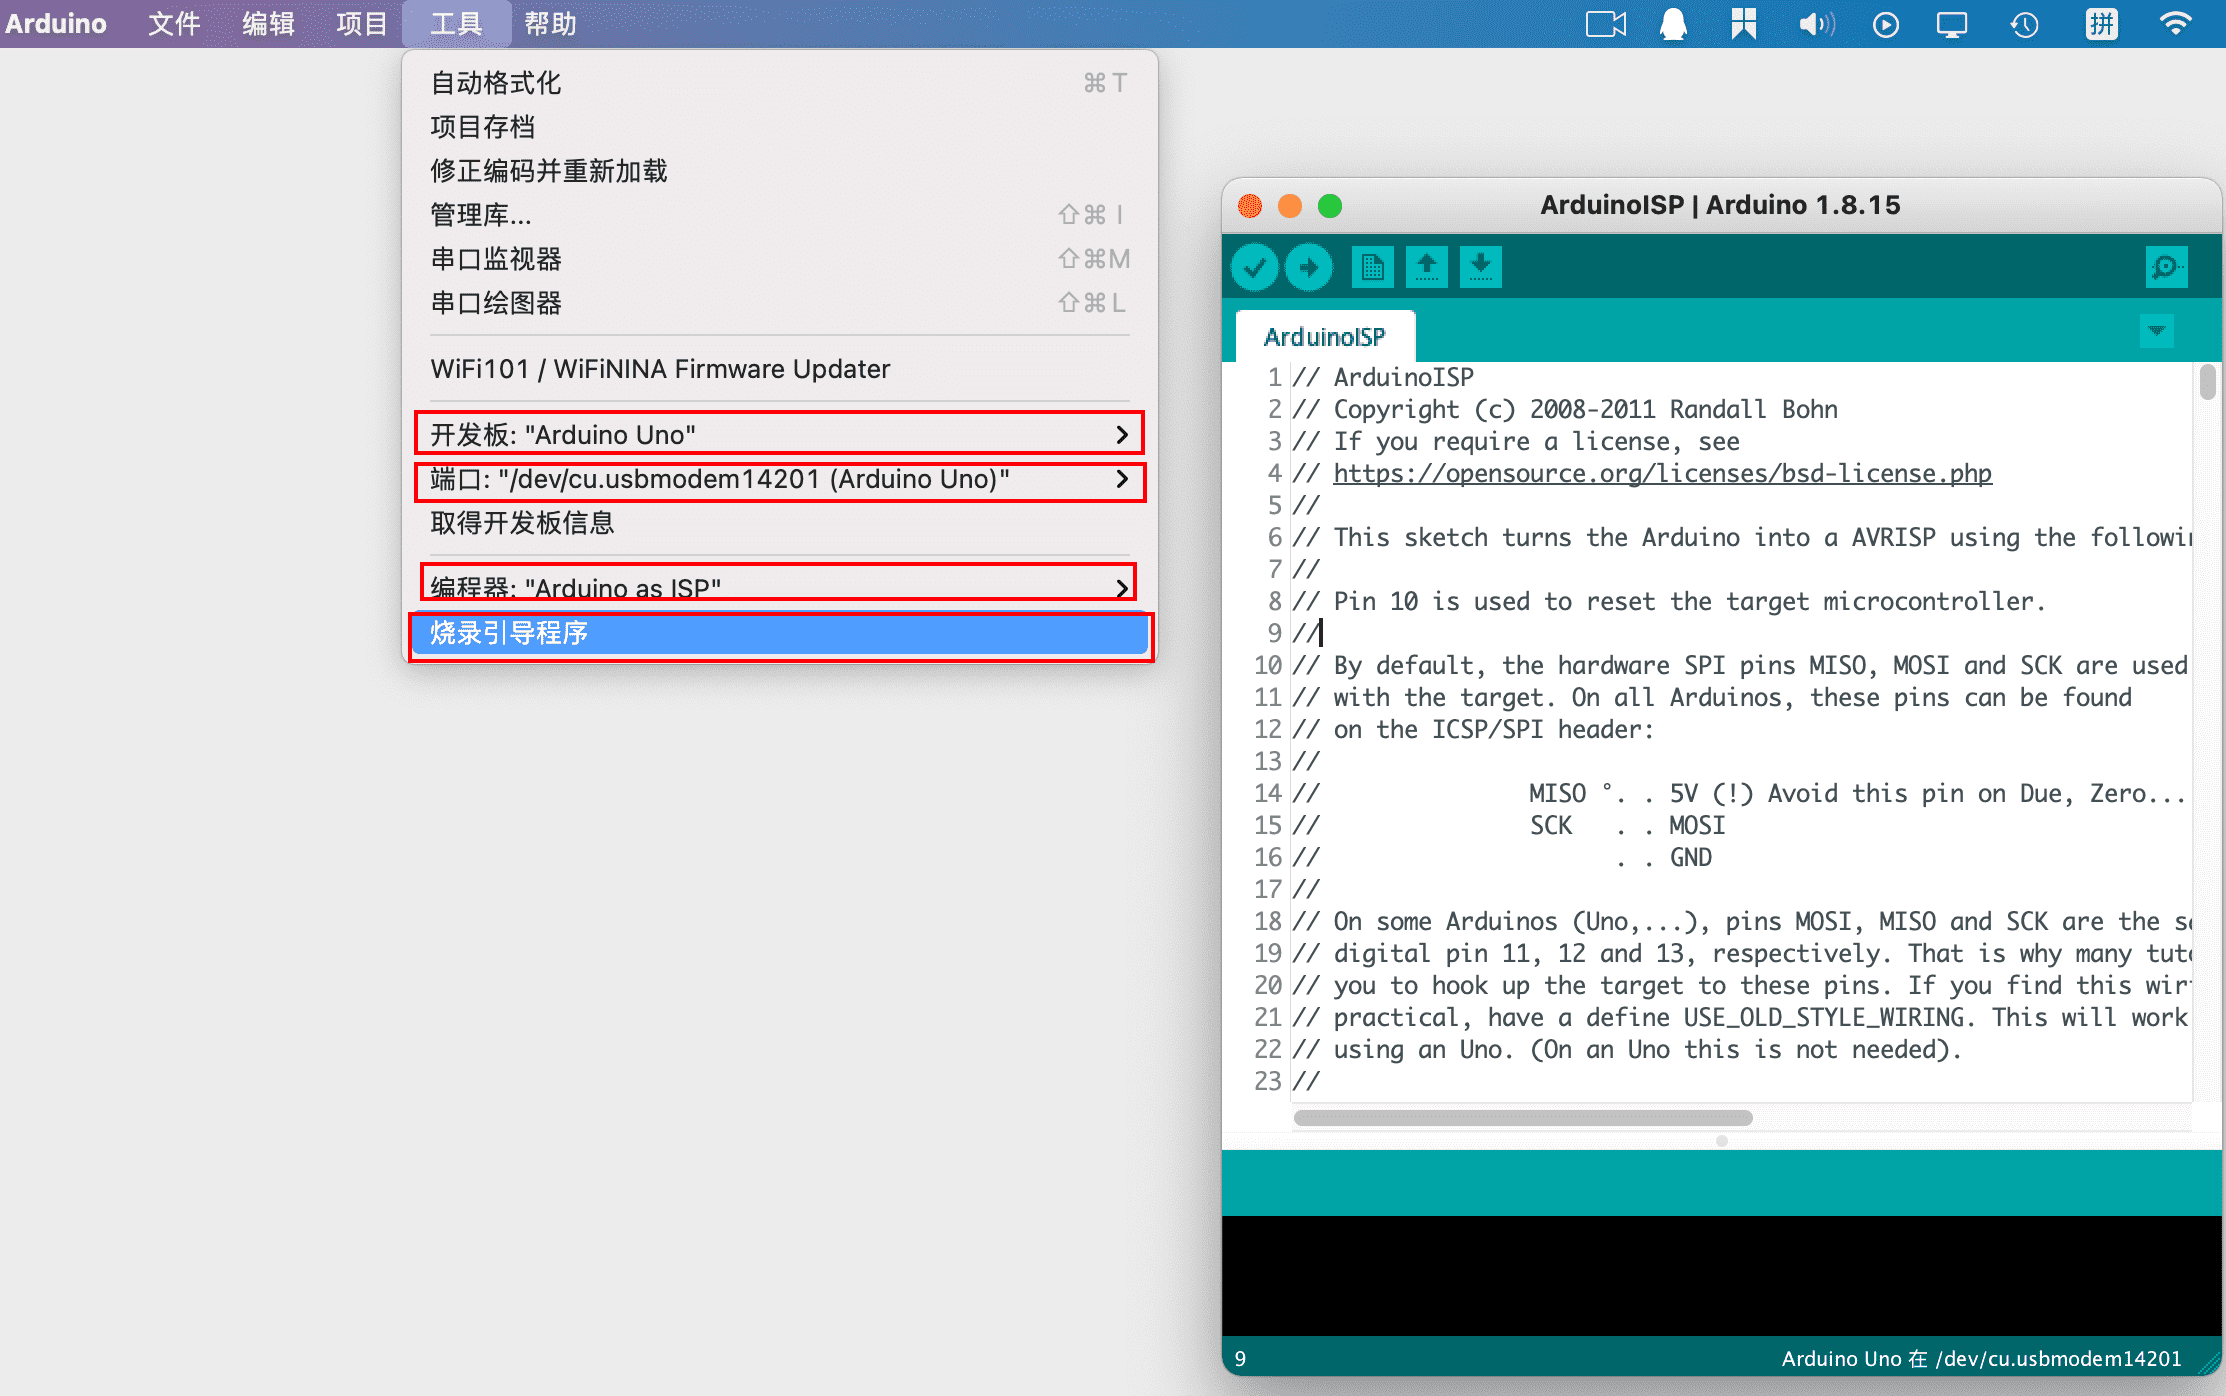 Arduino 文件 编辑 项目 工具 帮助 拼
自动格式化 ⌘T
项目存档
修正编码并重新加载
管理库... ⇧⌘I
串口监视器 ⇧⌘M
串口绘图器 ⇧⌘L
WiFi101 / WiFiNINA Firmware Updater
开发板: "Arduino Uno"
端口: "/dev/cu.usbmodem14201 (Arduino Uno)"
取得开发板信息
编程器: "Arduino as ISP"
烧录引导程序
ArduinoISP | Arduino 1.8.15
ArduinoISP
1 // ArduinoISP
2 // Copyright (c) 2008-2011 Randall Bohn
3 // If you require a license, see
4 // https://opensource.org/licenses/bsd-license.php
5 //
6 // This sketch turns the Arduino into a AVRISP using the
7 //
8 // Pin 10 is used to reset the target microcontroller.
9 //
10 // By default, the hardware SPI pins MISO, MOSI and SCK are used
11 // with the target. On all Arduinos, these pins can be found
12 // on the ICSP/SPI header:
13 //
14 // MISO °. . 5V (!) Avoid this pin on Due, Zero...
15 // SCK . . MOSI
16 // . . GND
17 //
18 // On some Arduinos (Uno,...), pins MOSI, MISO and SCK are the
19 // digital pin 11, 12 and 13, respectively. That is why many
20 // you to hook up the target to these pins. If you find this
21 // practical, have a define USE_OLD_STYLE_WIRING. This will work
22 // using an Uno. (On an Uno this is not needed).
23 //
9 Arduino Uno 在 /dev/cu.usbmodem14201